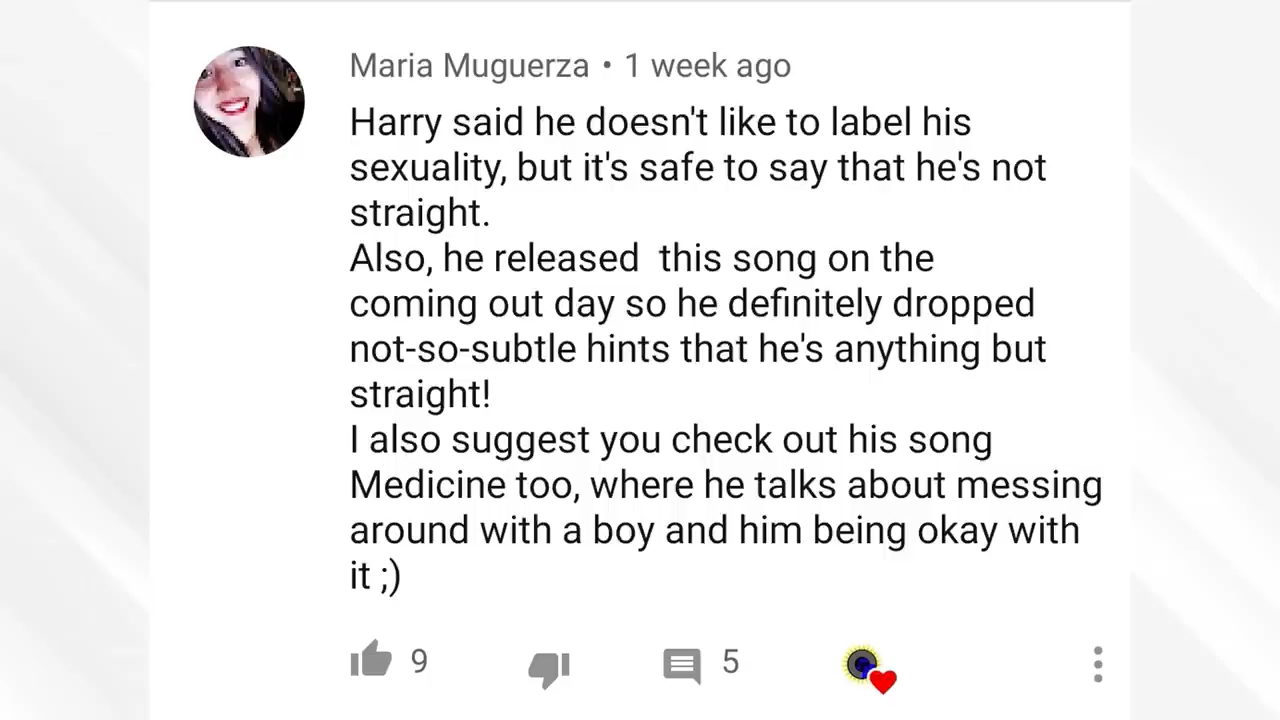 Maria Muguerza • 1 week ago
Harry said he doesn't like to label his
sexuality, but it's safe to say that he's not
straight.
Also, he released  this song on the
coming out day so he definitely dropped
not-so-subtle hints that he's anything but
straight!
I also suggest you check out his song
Medicine too, where he talks about messing
around with a boy and him being okay with
it ;)
9
5